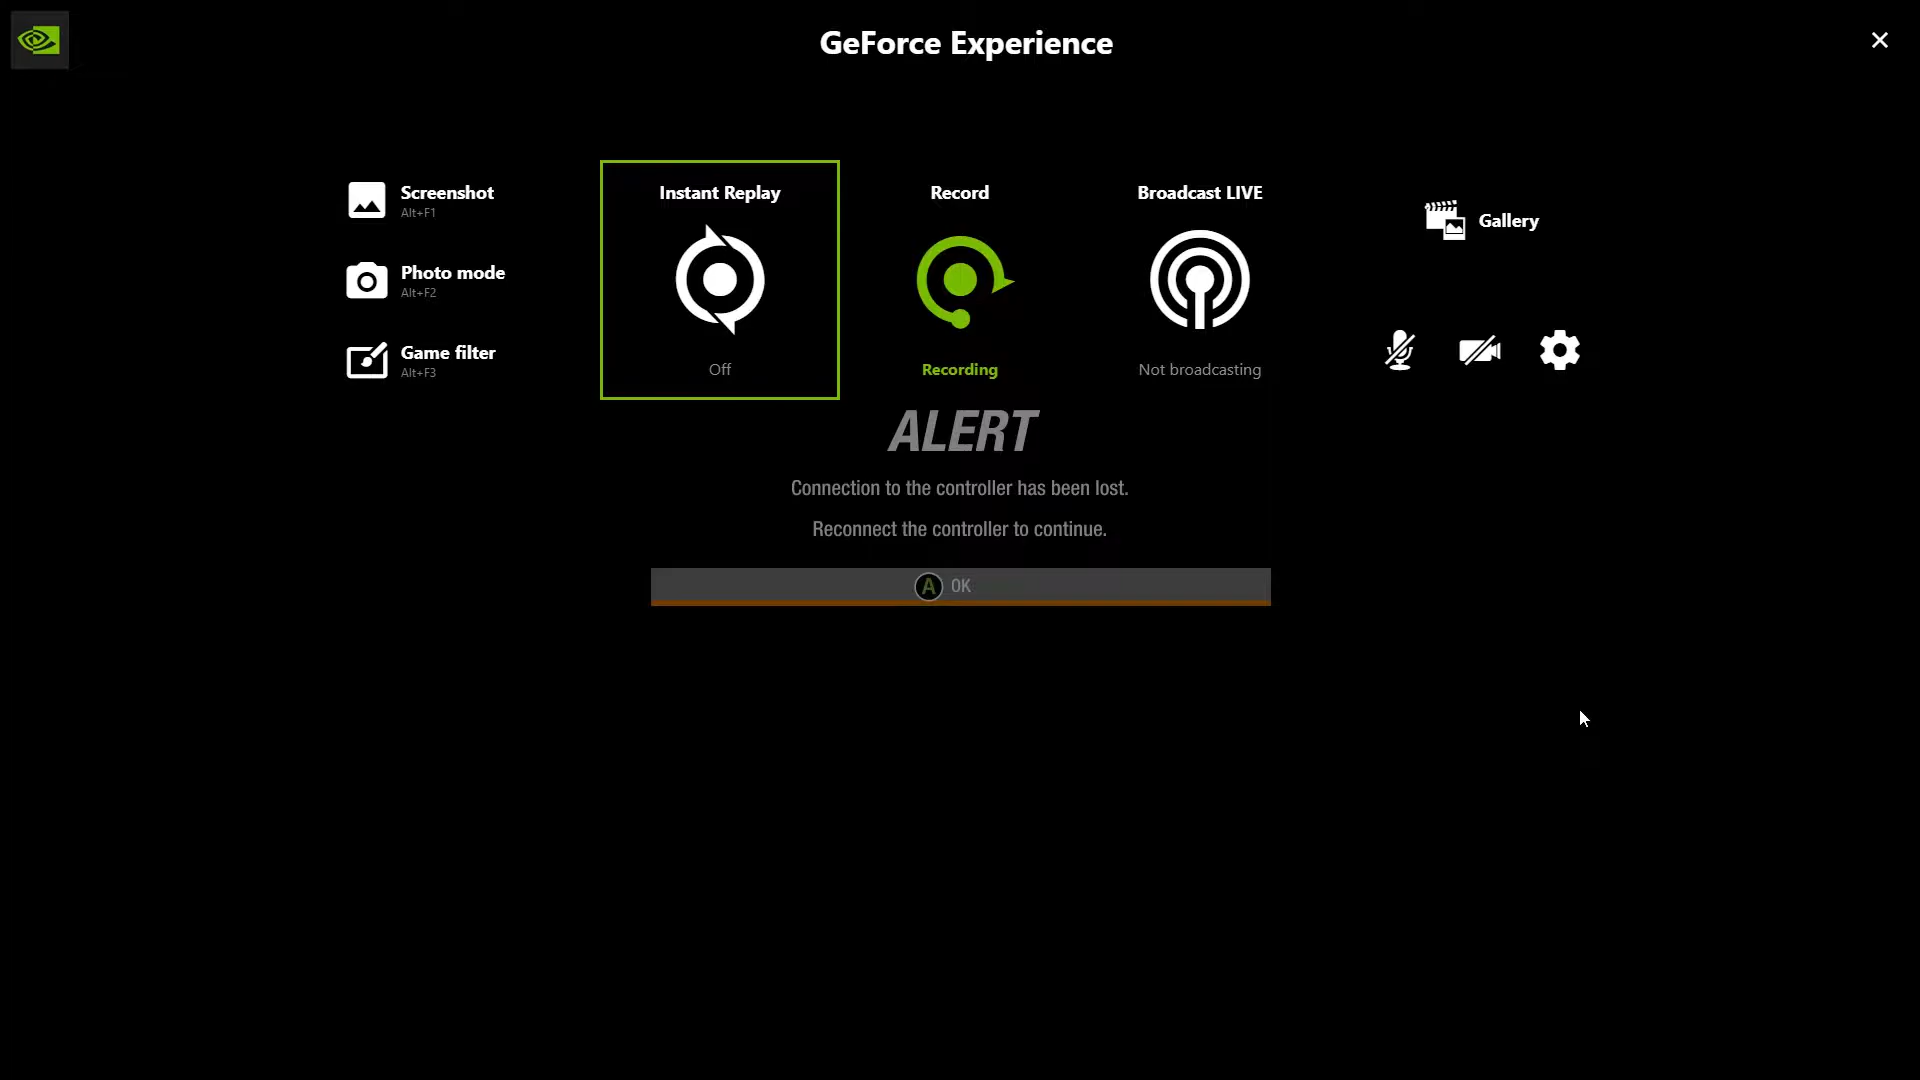 GeForce Experience
Screenshot
Alt+F1
Photo mode
Alt+F2
Game filter
Alt+F3
Instant Replay
Off
Record
Recording
Broadcast LIVE
Not broadcasting
Gallery
ALERT
Connection to the controller has been lost.
Reconnect the controller to continue.
A OK